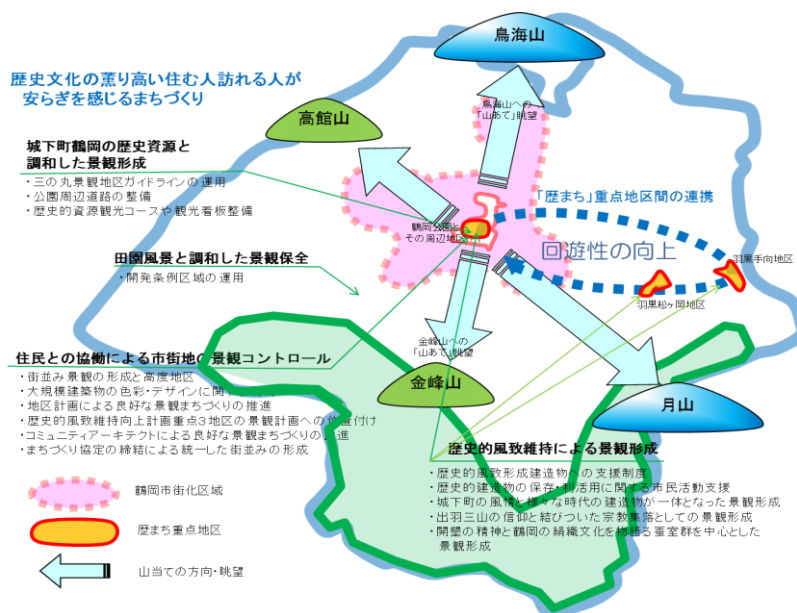 鳥海山
歴史文化の薫り高い住む人訪れる人が
安らぎを感じるまちづくり
高館山
鳥海山への
「山あて」眺望
城下町鶴岡の歴史資源と
調和した景観形成
・三の丸景観地区ガイドラインの運用
・公園周辺道路の整備
・歴史的資源観光コースや観光看板整備
「歴まち」重点地区間の連携
鶴岡公園と
その周辺地区
回遊性の向上
羽黒手向地区
羽黒松ヶ岡地区
田園風景と調和した景観保全
・開発条例区域の運用
金峰山への
「山あて」眺望
金峰山
月山
住民との協働による市街地の景観コントロール
・街並み景観の形成と高度地区
・大規模建築物の色彩・デザインに関する
・地区計画による良好な景観まちづくりの推進
・歴史的風致維持向上計画重点3地区の景観計画への位置付け
・コミュニティアーキテクトによる良好な景観まちづくりの推進
・まちづくり協定の締結による統一した街並みの形成
歴史的風致維持による景観形成
・歴史的風致形成建造物への支援制度
・歴史的建造物の保存・利活用に関する市民活動支援
・城下町の風情と様々な時代の建造物が一体となった景観形成
・出羽三山の信仰と結びついた宗教集落としての景観形成
・開墾の精神と鶴岡の絹織文化を物語る蚕室群を中心とした
景観形成
鶴岡市街化区域
歴まち重点地区
山当ての方向・眺望